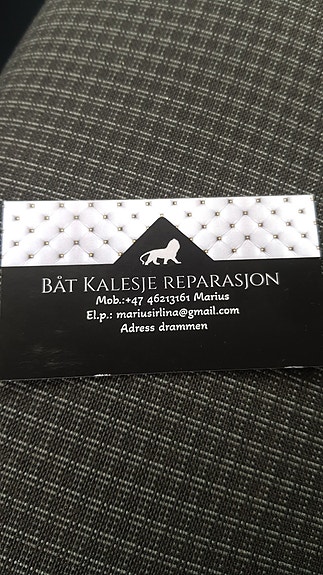 BÅT KALESJE REPARASJON
Mob.:+47 46213161 Marius
El.p.: mariusirlina@gmail.com
Adress drammen